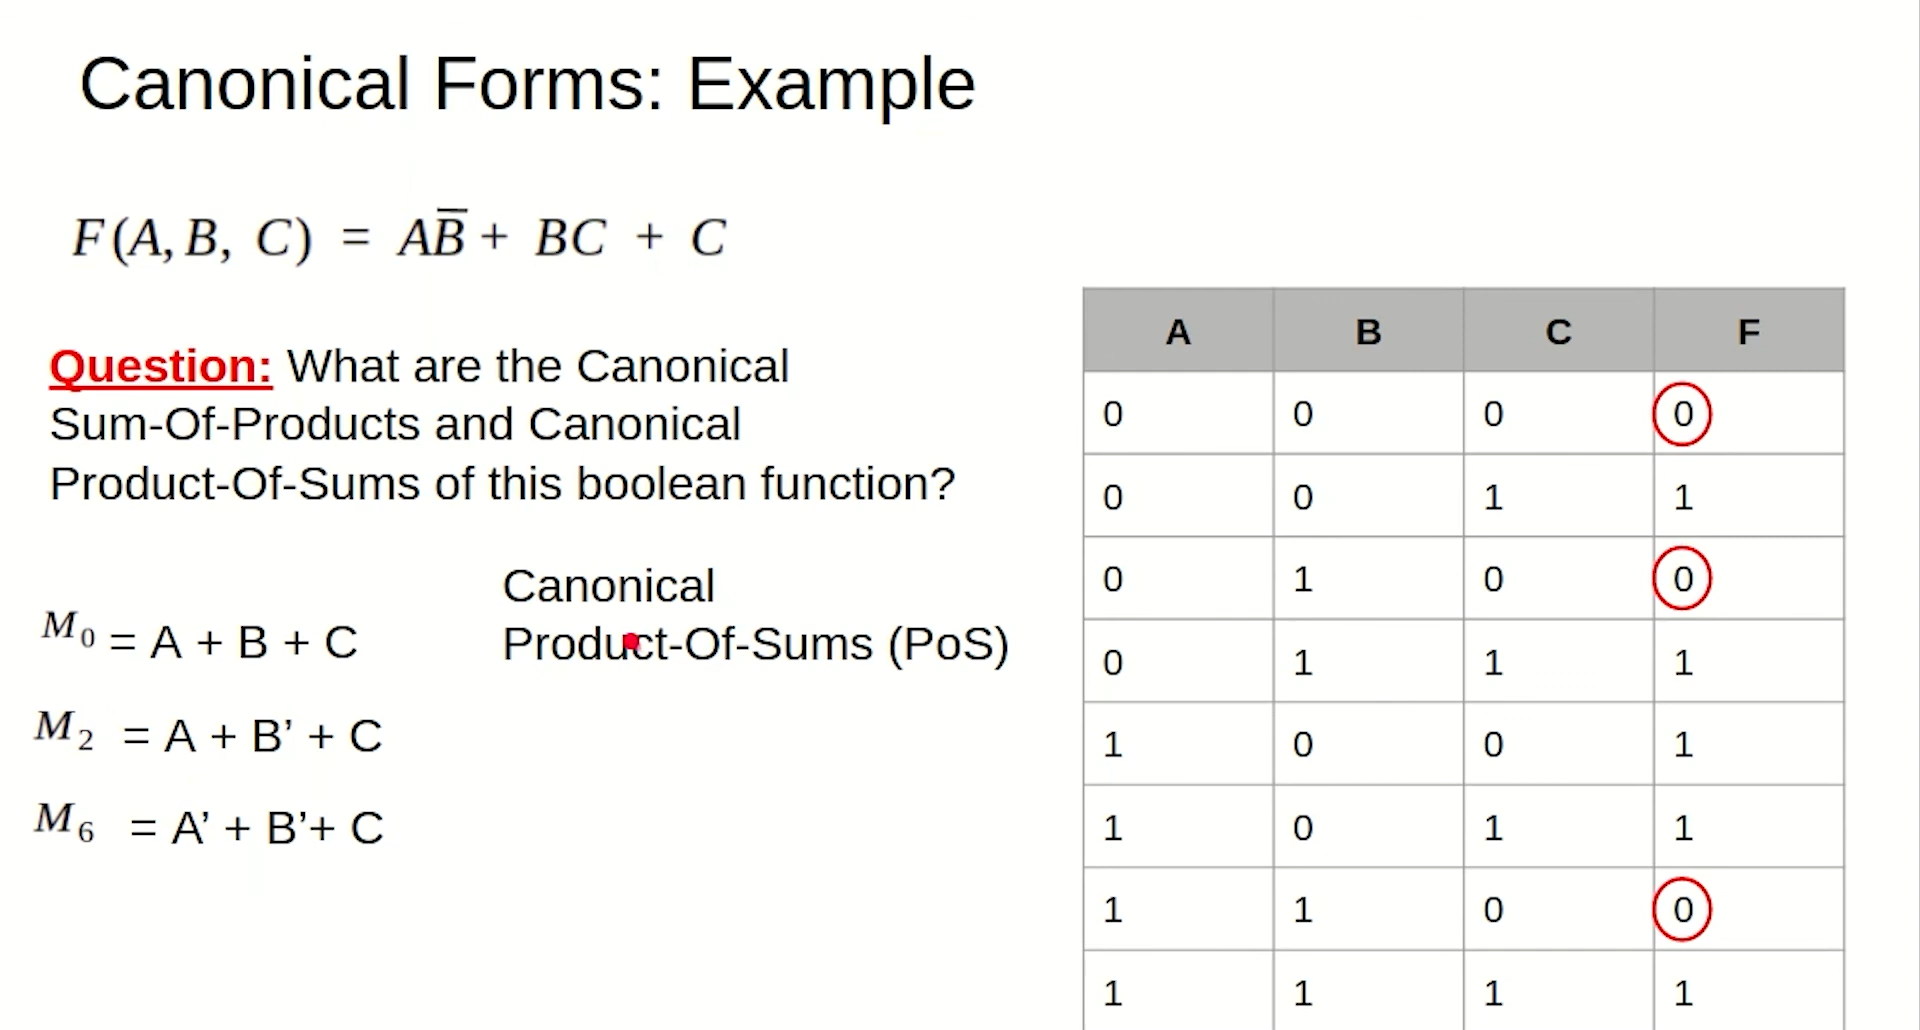 Canonical Forms: Example
F(A, B, C) = AB̅ + BC + C
Question: What are the Canonical
Sum-Of-Products and Canonical
Product-Of-Sums of this boolean function?
M₀ = A + B + C
M₂ = A + B’ + C
M₆ = A’ + B’+ C
Canonical
Product-Of-Sums (PoS)
A B C F
0 0 0 0
0 0 1 1
0 1 0 0
0 1 1 1
1 0 0 1
1 0 1 1
1 1 0 0
1 1 1 1